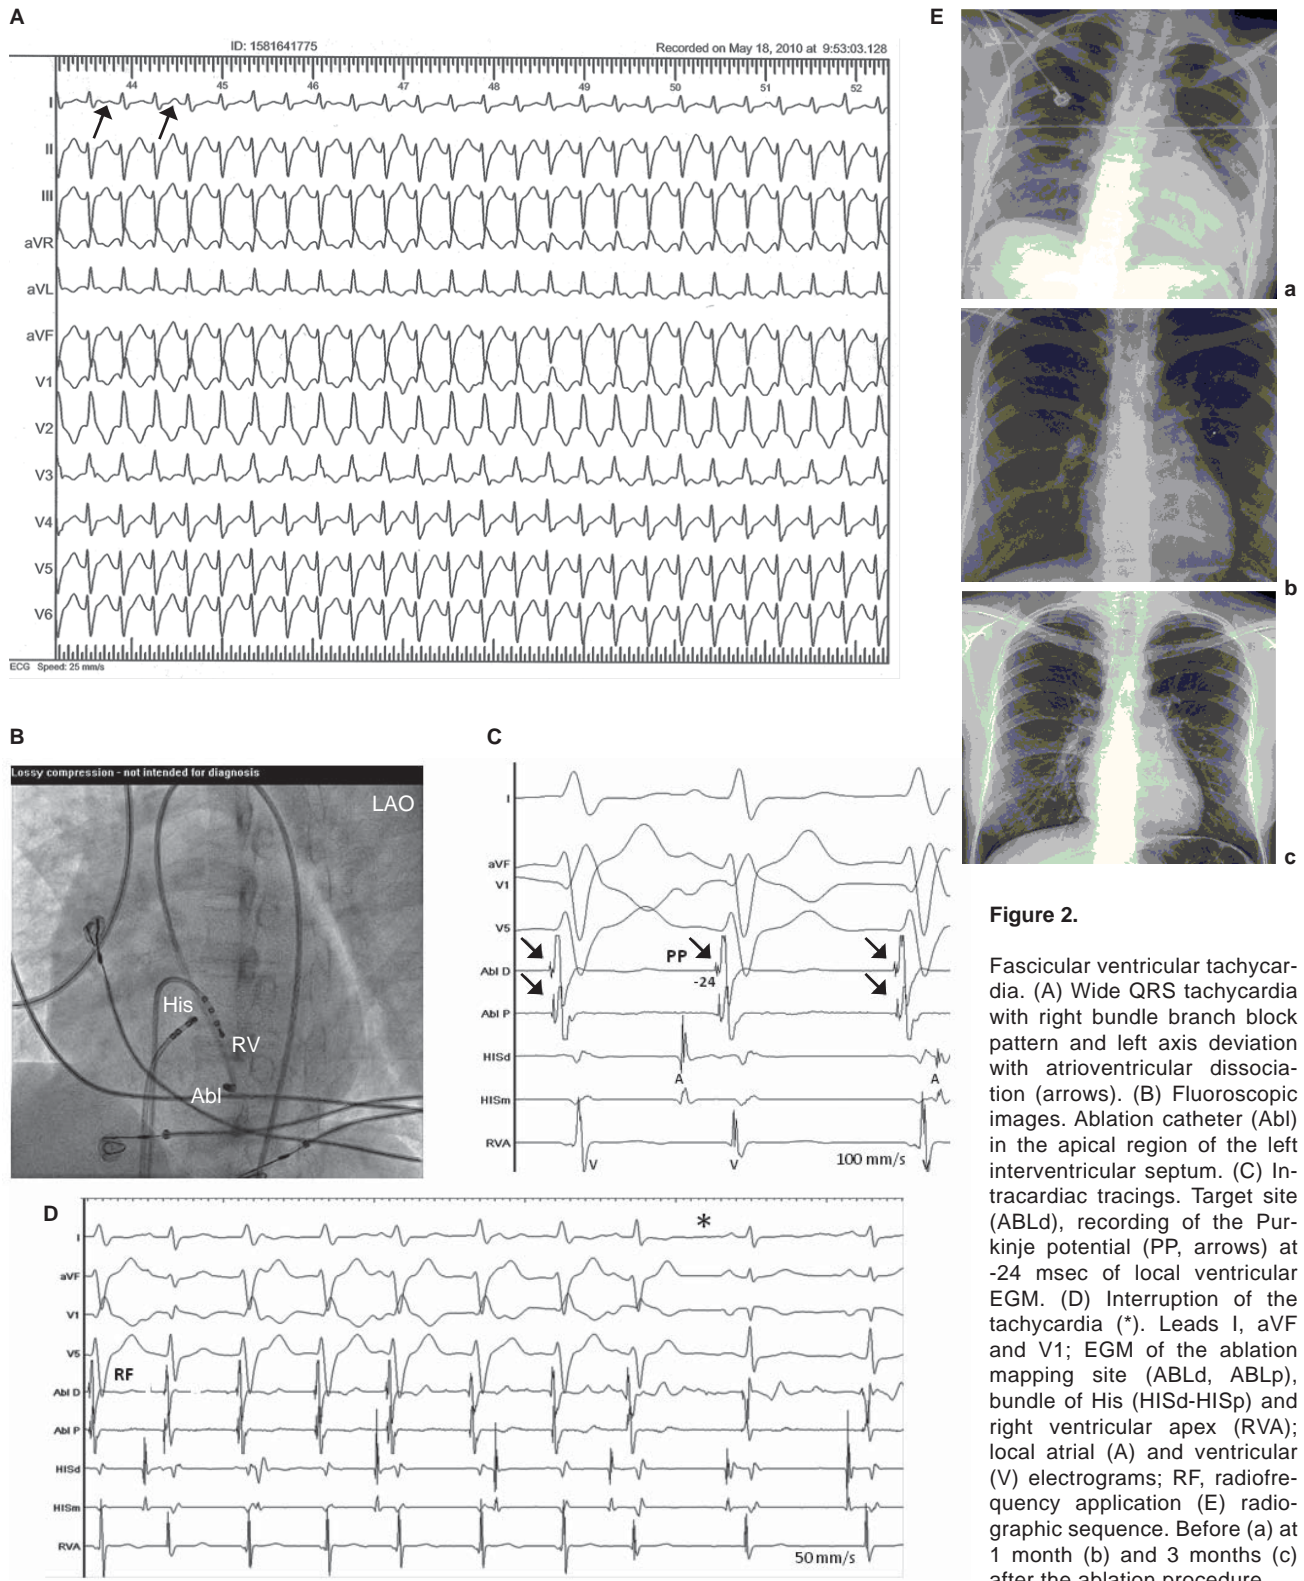 A
ID: 1581641775
Recorded on May 18, 2010 at 9:53:03.128
44 45 46 47 48 49 50 51 52
I
II
III
aVR
aVL
aVF
V1
V2
V3
V4
V5
V6
ECG Speed: 25 mm/s
E
a
b
c
B
Lossy compression - not intended for diagnosis
LAO
His
RV
Abl
C
I
aVF
V1
V5
PP
-24
Abl D
Abl P
HISd
A
A
HISm
RVA
V
V
V
100 mm/s
D
I
*
aVF
V1
V5
RF
Abl D
Abl P
HISd
HISm
RVA
50 mm/s
Figure 2.
Fascicular ventricular tachycar-
dia. (A) Wide QRS tachycardia
with right bundle branch block
pattern and left axis deviation
with atrioventricular dissocia-
tion (arrows). (B) Fluoroscopic
images. Ablation catheter (Abl)
in the apical region of the left
interventricular septum. (C) In-
tracardiac tracings. Target site
(ABLd), recording of the Pur-
kinje potential (PP, arrows) at
-24 msec of local ventricular
EGM. (D) Interruption of the
tachycardia (*). Leads I, aVF
and V1; EGM of the ablation
mapping site (ABLd, ABLp),
bundle of His (HISd-HISp) and
right ventricular apex (RVA);
local atrial (A) and ventricular
(V) electrograms; RF, radiofre-
quency application (E) radio-
graphic sequence. Before (a) at
1 month (b) and 3 months (c)
after the ablation procedure